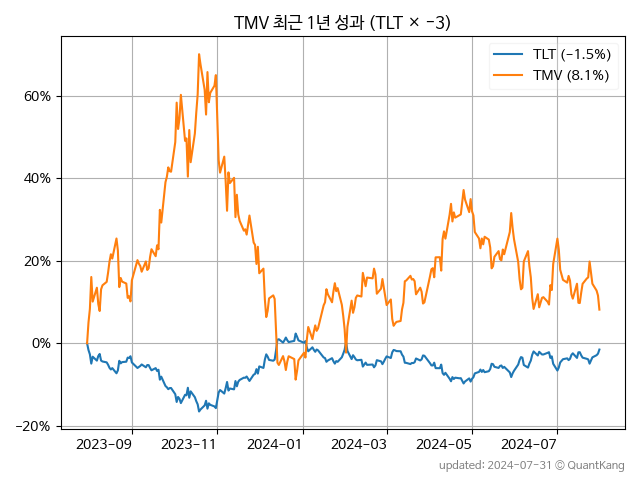 TMV 최근 1년 성과 (TLT × −3)
TLT (−1.5%)
TMV (8.1%)
60%
40%
20%
0%
−20%
2023-09
2023-11
2024-01
2024-03
2024-05
2024-07
updated: 2024-07-31 © QuantKang